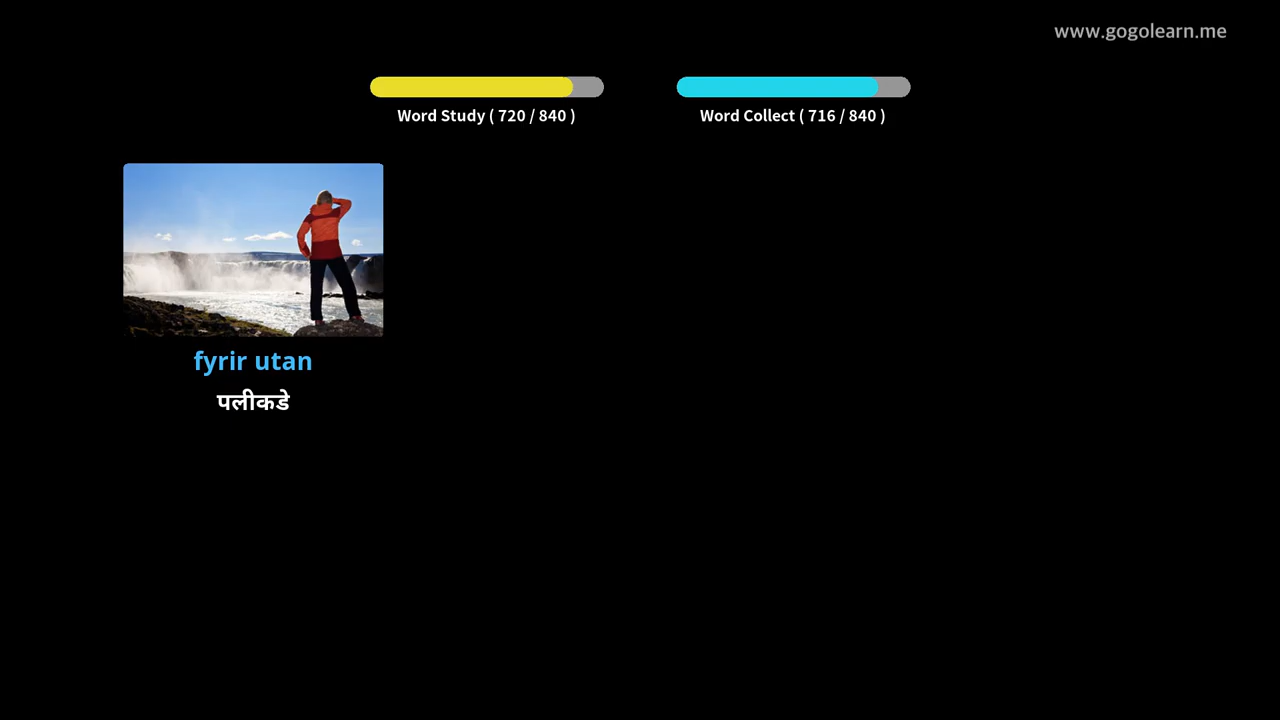 www.gogolearn.me
Word Study ( 720 / 840 )
Word Collect ( 716 / 840 )
fyrir utan
पलीकडे